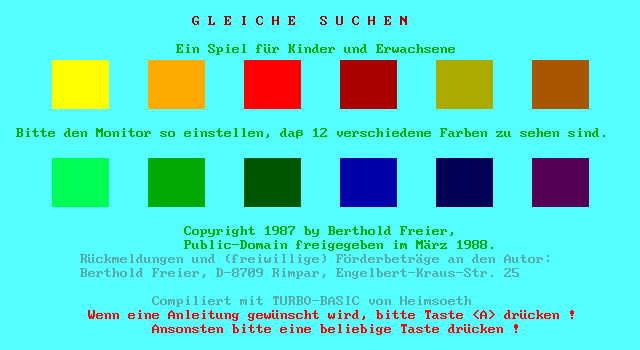 GLEICHE SUCHEN
Ein Spiel für Kinder und Erwachsene
Bitte den Monitor so einstellen, daß 12 verschiedene Farben zu sehen sind.
Copyright 1987 by Berthold Freier,
Public-Domain freigegeben im März 1988.
Rückmeldungen und (freiwillige) Förderbeträge an den Autor:
Berthold Freier, D-8709 Rimpar, Engelbert-Kraus-Str. 25
Compiliert mit TURBO-BASIC von Heimsoeth
Wenn eine Anleitung gewünscht wird, bitte Taste <A> drücken !
Ansonsten bitte eine beliebige Taste drücken !